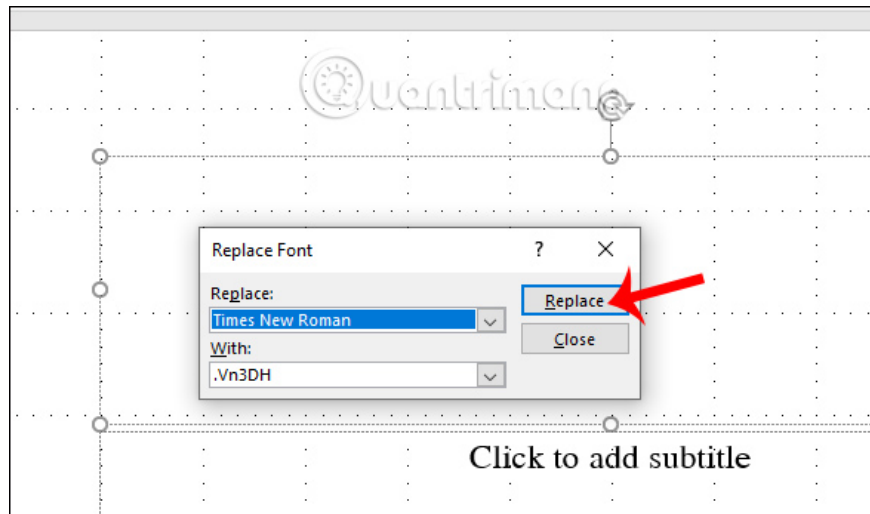 Quantrimang
Replace Font
?
Replace:
Times New Roman
Replace
With:
Close
.Vn3DH
Click to add subtitle